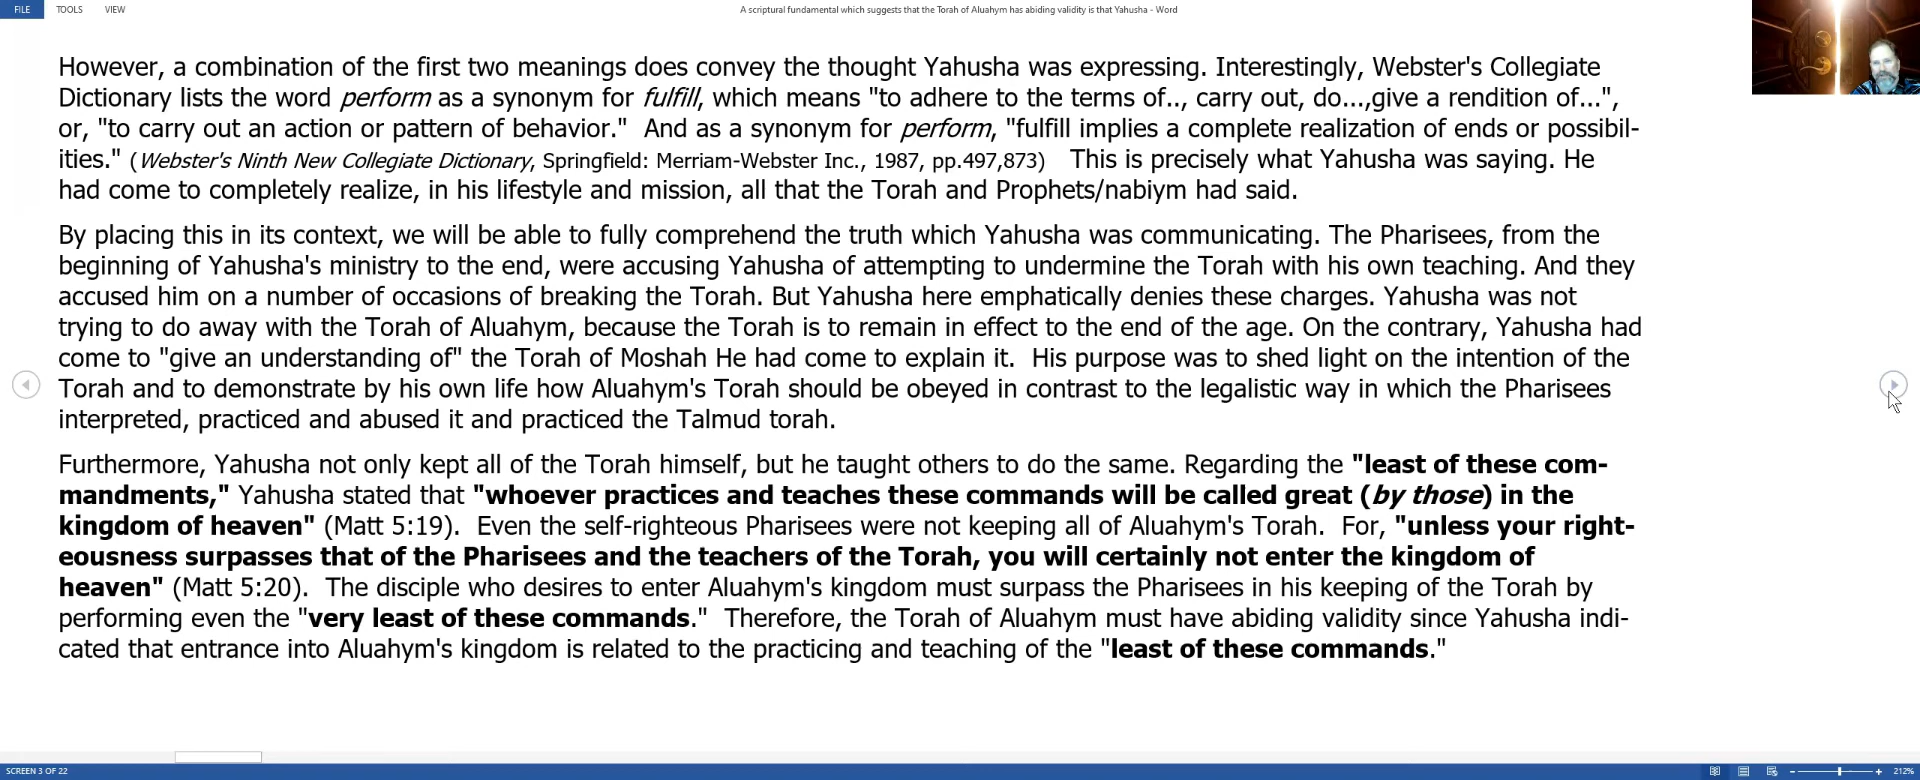 FILE TOOLS VIEW A scriptural fundamental which suggests that the Torah of Aluahym has abiding validity is that Yahusha - Word
However, a combination of the first two meanings does convey the thought Yahusha was expressing. Interestingly, Webster's Collegiate
Dictionary lists the word perform as a synonym for fulfill, which means "to adhere to the terms of.., carry out, do...,give a rendition of...",
or, "to carry out an action or pattern of behavior." And as a synonym for perform, "fulfill implies a complete realization of ends or possibil-
ities." (Webster's Ninth New Collegiate Dictionary, Springfield: Merriam-Webster Inc., 1987, pp.497,873) This is precisely what Yahusha was saying. He
had come to completely realize, in his lifestyle and mission, all that the Torah and Prophets/nabiym had said.
By placing this in its context, we will be able to fully comprehend the truth which Yahusha was communicating. The Pharisees, from the
beginning of Yahusha's ministry to the end, were accusing Yahusha of attempting to undermine the Torah with his own teaching. And they
accused him on a number of occasions of breaking the Torah. But Yahusha here emphatically denies these charges. Yahusha was not
trying to do away with the Torah of Aluahym, because the Torah is to remain in effect to the end of the age. On the contrary, Yahusha had
come to "give an understanding of" the Torah of Moshah He had come to explain it. His purpose was to shed light on the intention of the
Torah and to demonstrate by his own life how Aluahym's Torah should be obeyed in contrast to the legalistic way in which the Pharisees
interpreted, practiced and abused it and practiced the Talmud torah.
Furthermore, Yahusha not only kept all of the Torah himself, but he taught others to do the same. Regarding the "least of these com-
mandments," Yahusha stated that "whoever practices and teaches these commands will be called great (by those) in the
kingdom of heaven" (Matt 5:19). Even the self-righteous Pharisees were not keeping all of Aluahym's Torah. For, "unless your right-
eousness surpasses that of the Pharisees and the teachers of the Torah, you will certainly not enter the kingdom of
heaven" (Matt 5:20). The disciple who desires to enter Aluahym's kingdom must surpass the Pharisees in his keeping of the Torah by
performing even the "very least of these commands." Therefore, the Torah of Aluahym must have abiding validity since Yahusha indi-
cated that entrance into Aluahym's kingdom is related to the practicing and teaching of the "least of these commands."
SCREEN 3 OF 22 212%